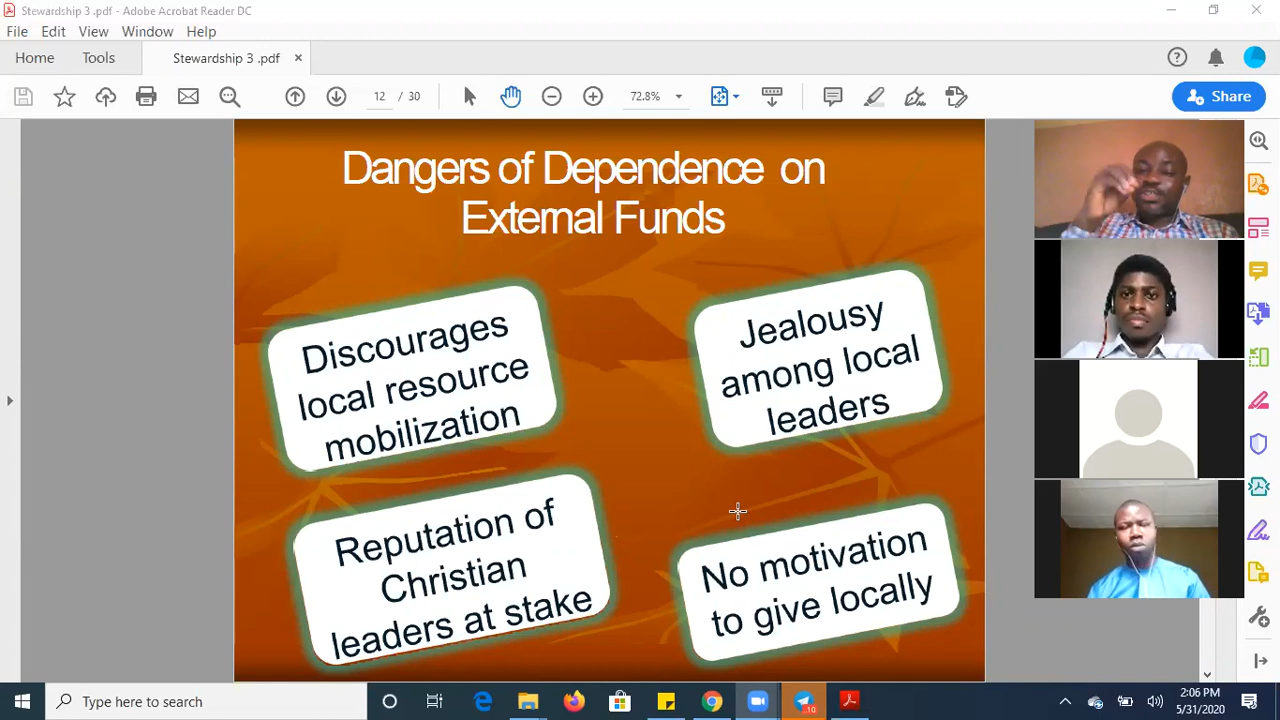 Stewardship 3 .pdf - Adobe Acrobat Reader DC
File Edit View Window Help
Home Tools Stewardship 3 .pdf ×
12 / 30 72.8% Share
Dangers of Dependence on
External Funds
Discourages
local resource
mobilization
Jealousy
among local
leaders
Reputation of
Christian
leaders at stake
No motivation
to give locally
Type here to search
10
2:06 PM
5/31/2020